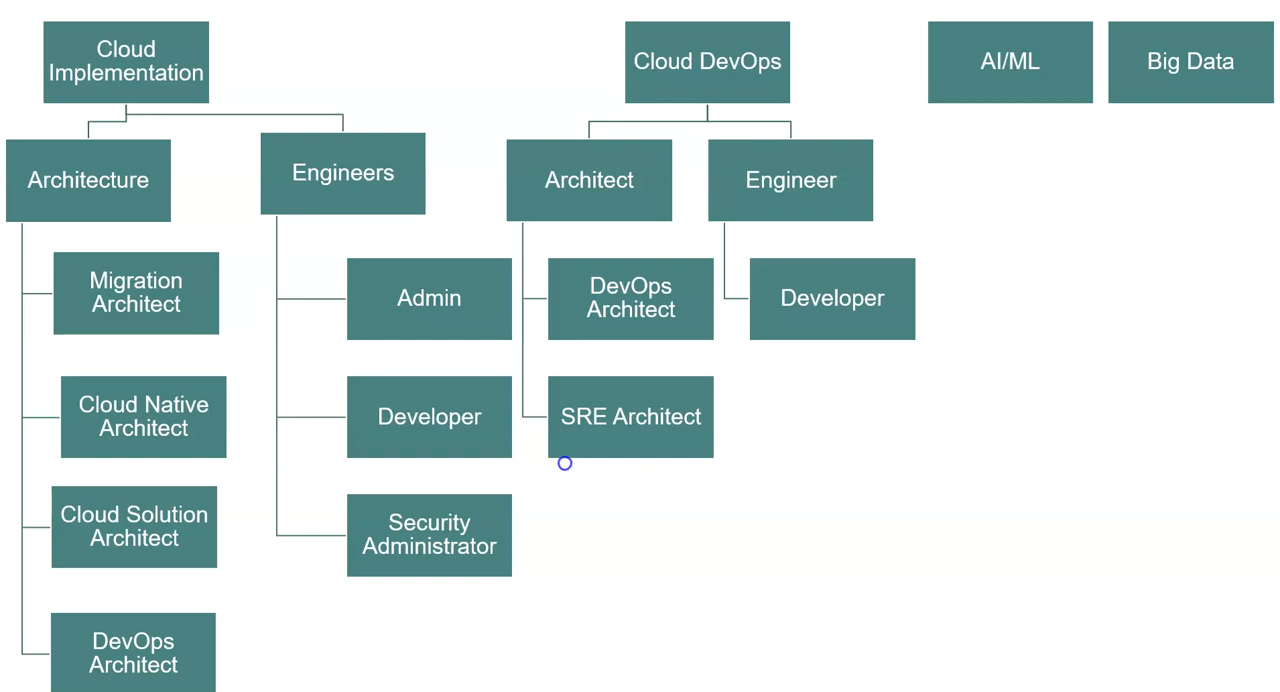 Cloud
Implementation
Cloud DevOps
AI/ML
Big Data
Architecture
Engineers
Architect
Engineer
Migration
Architect
Admin
DevOps
Architect
Developer
Cloud Native
Architect
Developer
SRE Architect
Cloud Solution
Architect
Security
Administrator
DevOps
Architect